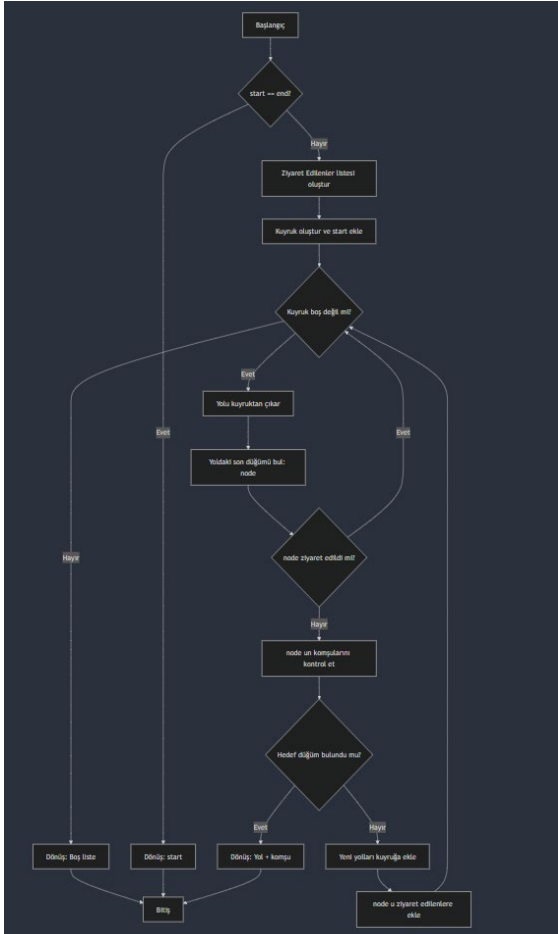 Başlangıç
start == end?
Hayır
Ziyaret Edilenler listesi
oluştur
Kuyruk oluştur ve start ekle
Kuyruk boş değil mi?
Evet
Yolu kuyruktan çıkar
Evet
Evet
Yoldaki son düğümü bul:
node
Hayır
node ziyaret edildi mi?
Hayır
node un komşularını
kontrol et
Hedef düğüm bulundu mu?
Evet
Hayır
Dönüş: Boş liste
Dönüş: start
Dönüş: Yol + komşu
Yeni yolları kuyruğa ekle
Bitiş
node u ziyaret edilenlere
ekle